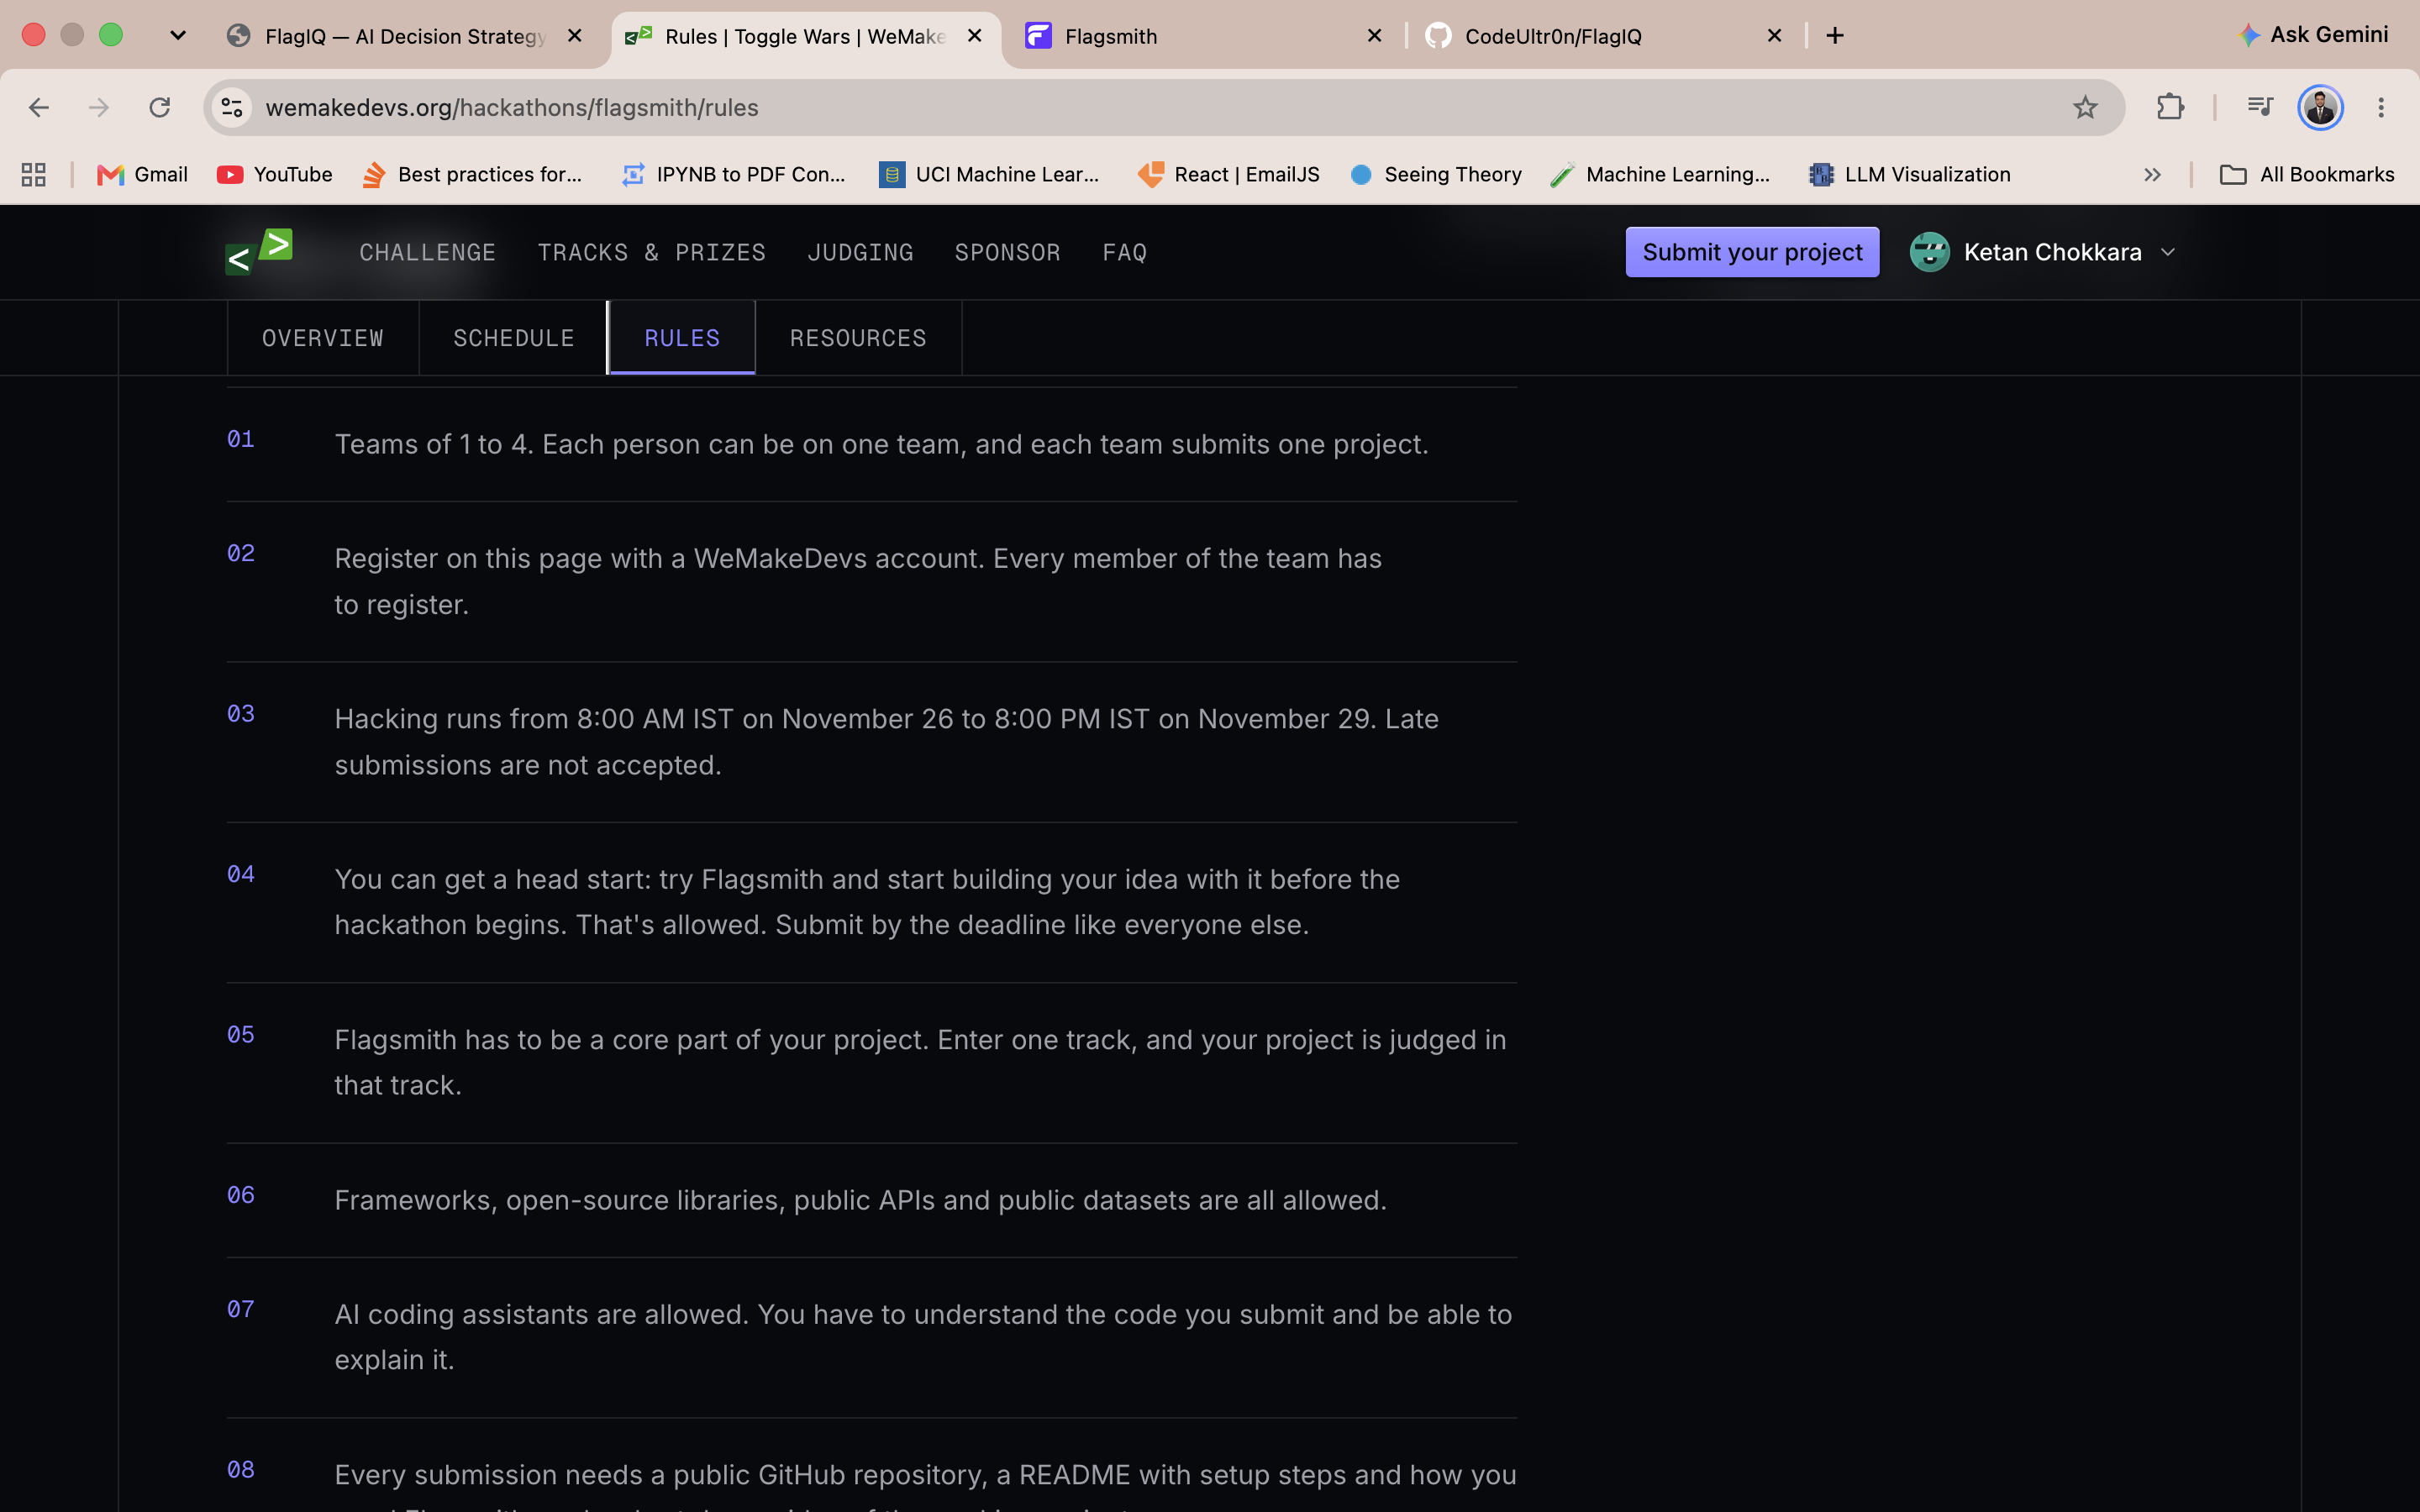 FlagIQ — AI Decision Strategy
Rules | Toggle Wars | WeMake
Flagsmith
CodeUltr0n/FlagIQ
Ask Gemini
wemakedevs.org/hackathons/flagsmith/rules
Gmail
YouTube
Best practices for...
IPYNB to PDF Con...
UCI Machine Lear...
React | EmailJS
Seeing Theory
Machine Learning...
LLM Visualization
All Bookmarks
CHALLENGE
TRACKS & PRIZES
JUDGING
SPONSOR
FAQ
Submit your project
Ketan Chokkara
OVERVIEW
SCHEDULE
RULES
RESOURCES
01
Teams of 1 to 4. Each person can be on one team, and each team submits one project.
02
Register on this page with a WeMakeDevs account. Every member of the team has
to register.
03
Hacking runs from 8:00 AM IST on November 26 to 8:00 PM IST on November 29. Late
submissions are not accepted.
04
You can get a head start: try Flagsmith and start building your idea with it before the
hackathon begins. That's allowed. Submit by the deadline like everyone else.
05
Flagsmith has to be a core part of your project. Enter one track, and your project is judged in
that track.
06
Frameworks, open-source libraries, public APIs and public datasets are all allowed.
07
AI coding assistants are allowed. You have to understand the code you submit and be able to
explain it.
08
Every submission needs a public GitHub repository, a README with setup steps and how you